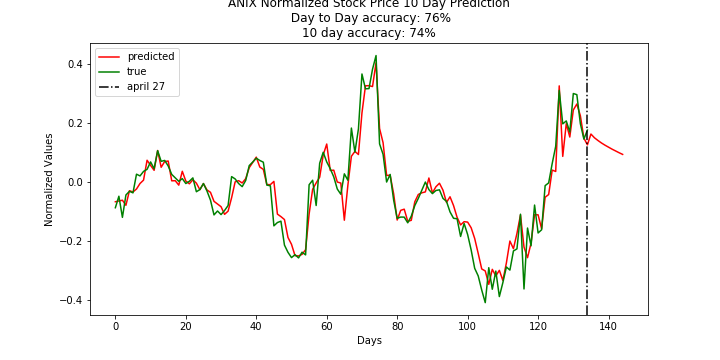 ANIX Normalized Stock Price 10 Day Prediction
Day to Day accuracy: 76%
10 day accuracy: 74%
predicted
true
april 27
Normalized Values
0.4
0.2
0.0
−0.2
−0.4
0 20 40 60 80 100 120 140
Days